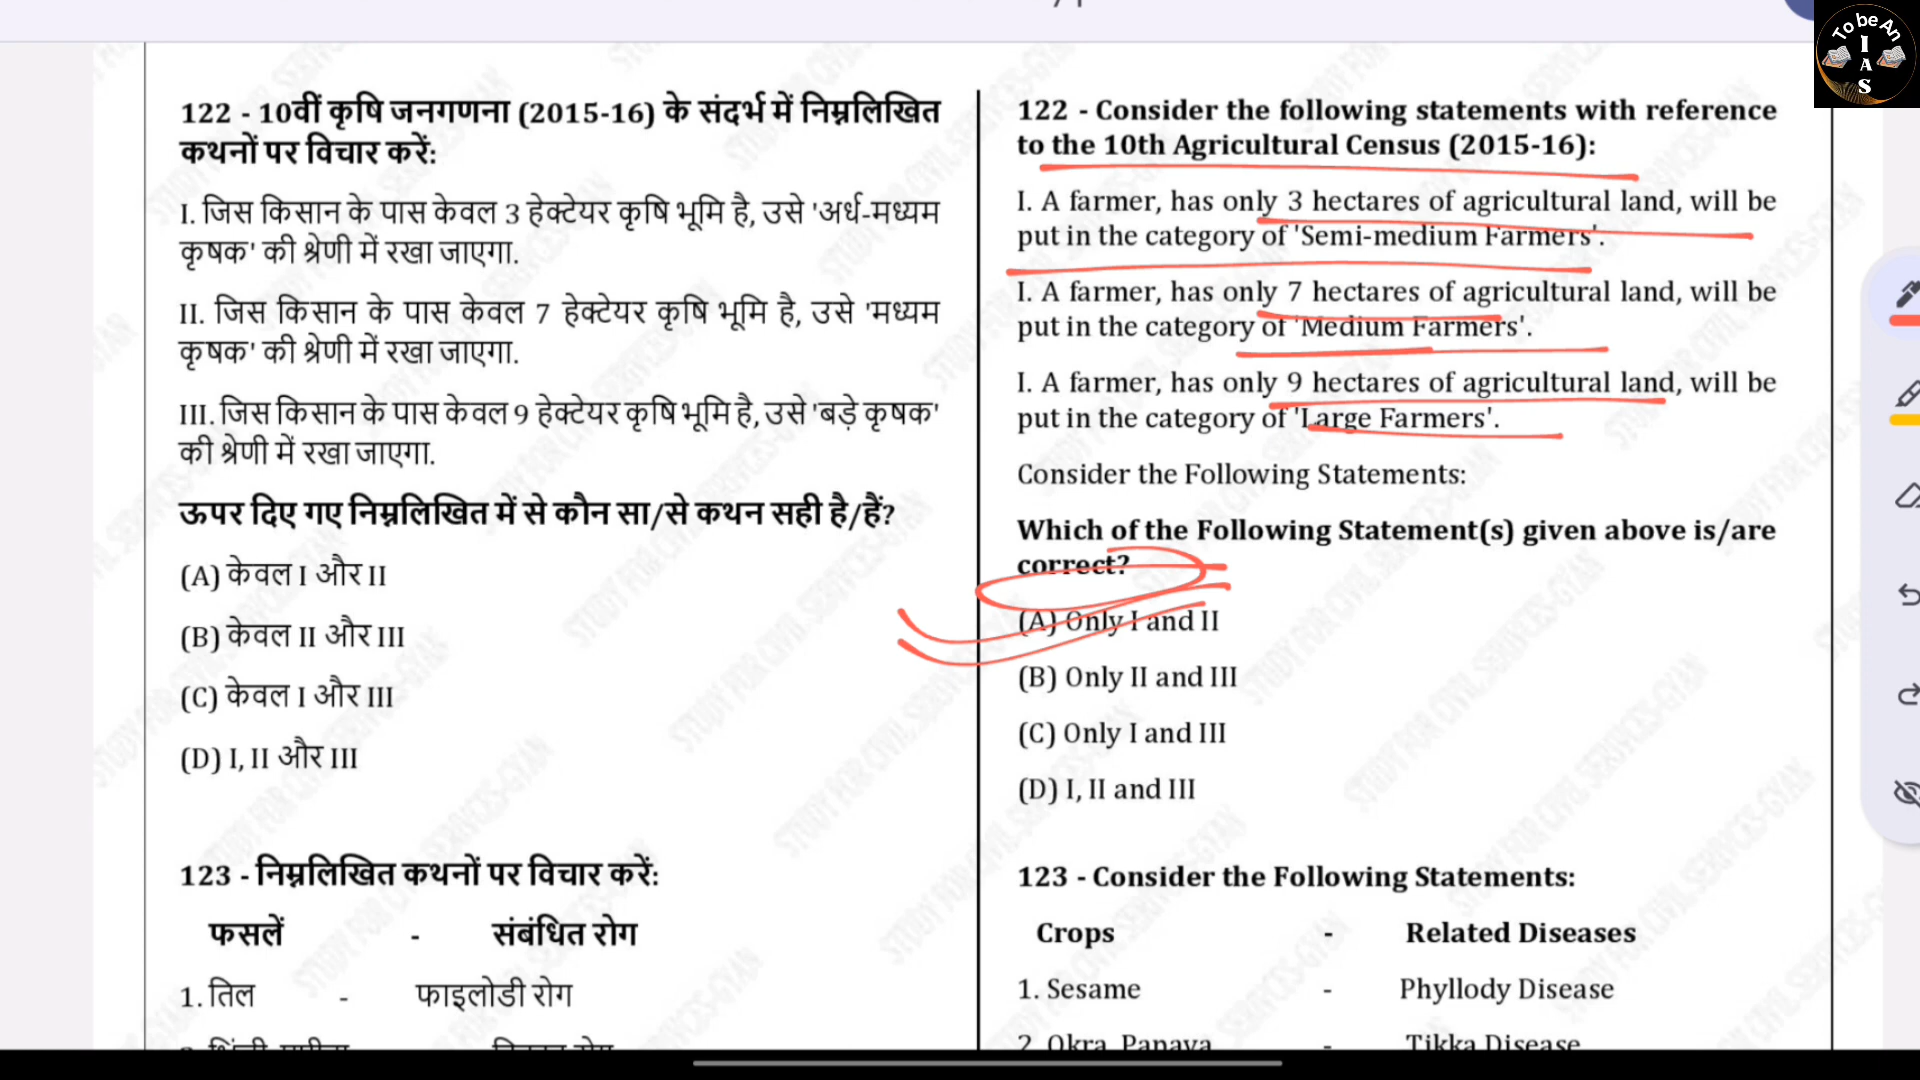 To be An
I
A
S
122 - 10वीं कृषि जनगणना (2015-16) के संदर्भ में निम्नलिखित
कथनों पर विचार करें:
I. जिस किसान के पास केवल 3 हेक्टेयर कृषि भूमि है, उसे 'अर्ध-मध्यम
कृषक' की श्रेणी में रखा जाएगा.
II. जिस किसान के पास केवल 7 हेक्टेयर कृषि भूमि है, उसे 'मध्यम
कृषक' की श्रेणी में रखा जाएगा.
III. जिस किसान के पास केवल 9 हेक्टेयर कृषि भूमि है, उसे 'बड़े कृषक'
की श्रेणी में रखा जाएगा.
ऊपर दिए गए निम्नलिखित में से कौन सा/से कथन सही है/हैं?
(A) केवल I और II
(B) केवल II और III
(C) केवल I और III
(D) I, II और III
123 - निम्नलिखित कथनों पर विचार करें:
फसलें - संबंधित रोग
1. तिल - फाइलोडी रोग
122 - Consider the following statements with reference
to the 10th Agricultural Census (2015-16):
I. A farmer, has only 3 hectares of agricultural land, will be
put in the category of 'Semi-medium Farmers'.
I. A farmer, has only 7 hectares of agricultural land, will be
put in the category of 'Medium Farmers'.
I. A farmer, has only 9 hectares of agricultural land, will be
put in the category of 'Large Farmers'.
Consider the Following Statements:
Which of the Following Statement(s) given above is/are
correct?
(A) Only I and II
(B) Only II and III
(C) Only I and III
(D) I, II and III
123 - Consider the Following Statements:
Crops - Related Diseases
1. Sesame - Phyllody Disease
2. Okra, Papaya - Tikka Disease